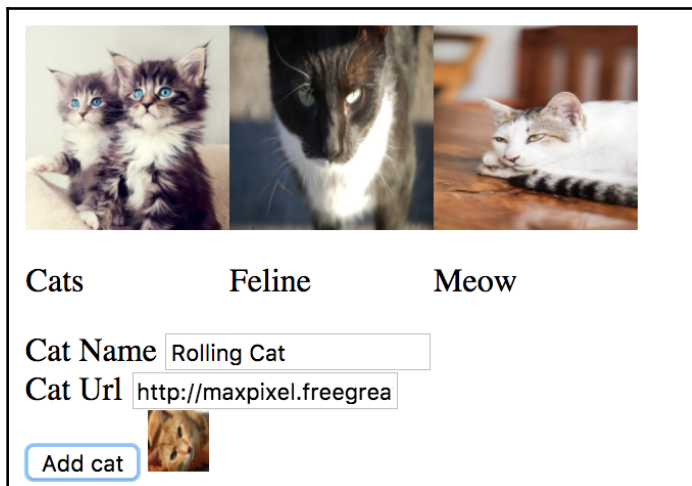 Cats Feline Meow
Cat Name Rolling Cat
Cat Url http://maxpixel.freegrea
Add cat